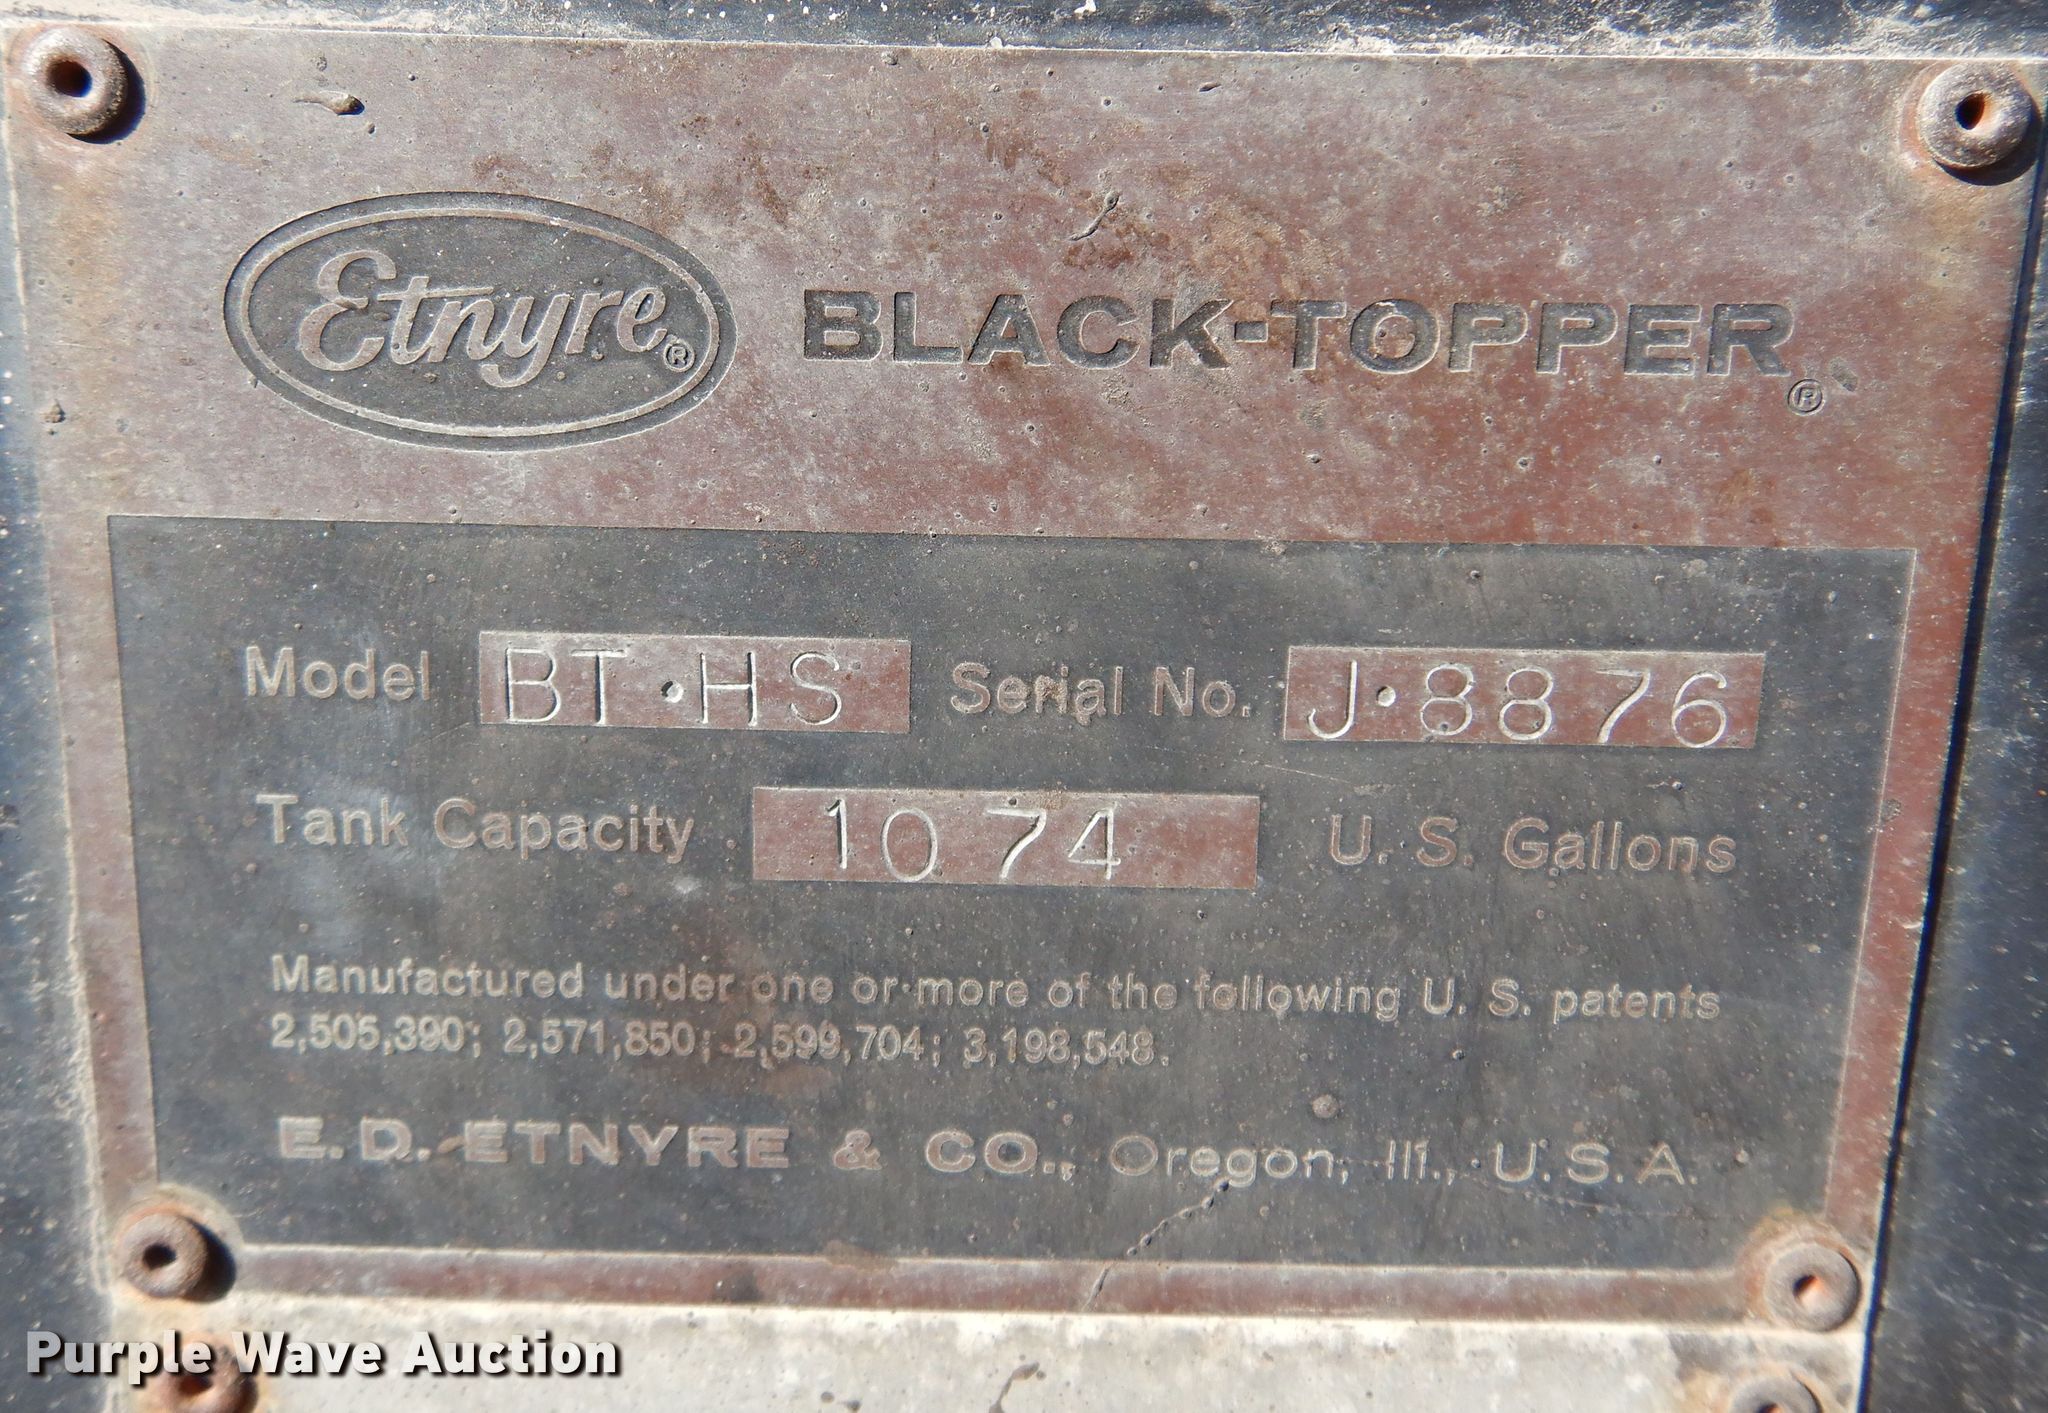 Etnyre® BLACK-TOPPER®
Model BT·HS Serial No. J·8876
Tank Capacity 1074 U. S. Gallons
Manufactured under one or more of the following U. S. patents
2,505,390; 2,571,850; 2,599,704; 3,198,548.
E. D. ETNYRE & CO., Oregon, Ill., U. S. A.
Purple Wave Auction